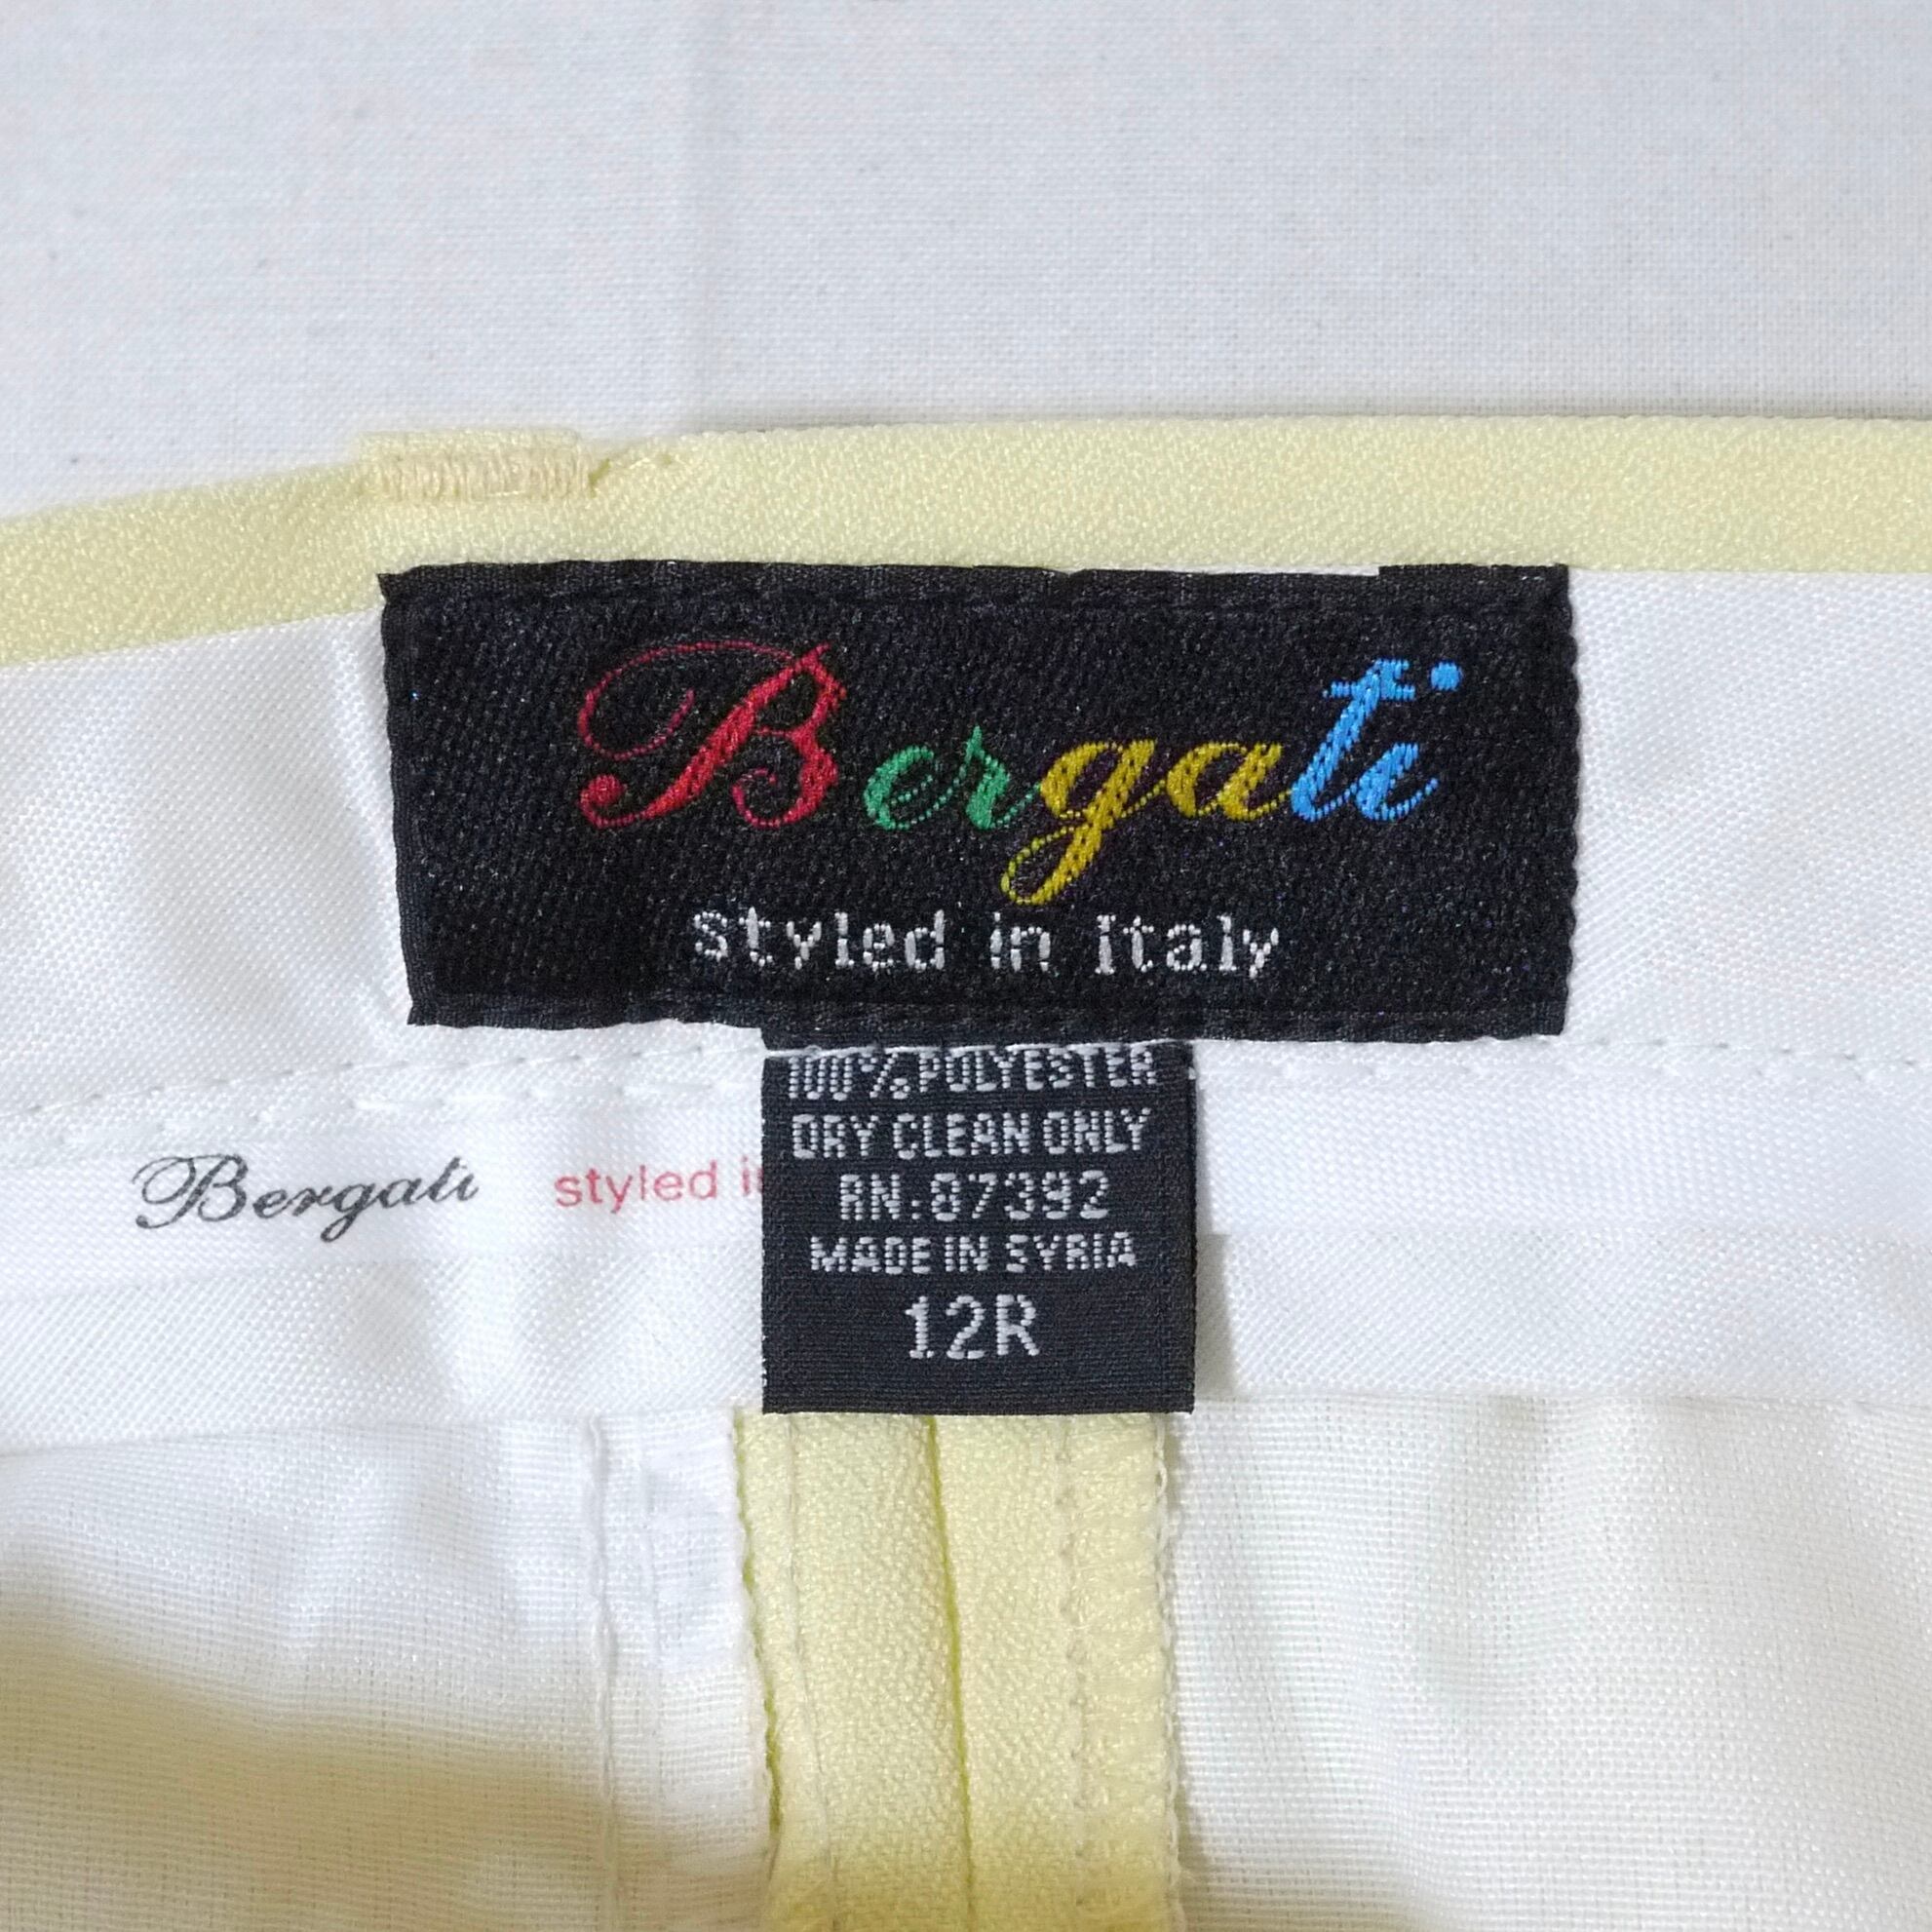 Bergati
styled in Italy
100% POLYESTER
DRY CLEAN ONLY
RN:87392
MADE IN SYRIA
12R
Bergati styled